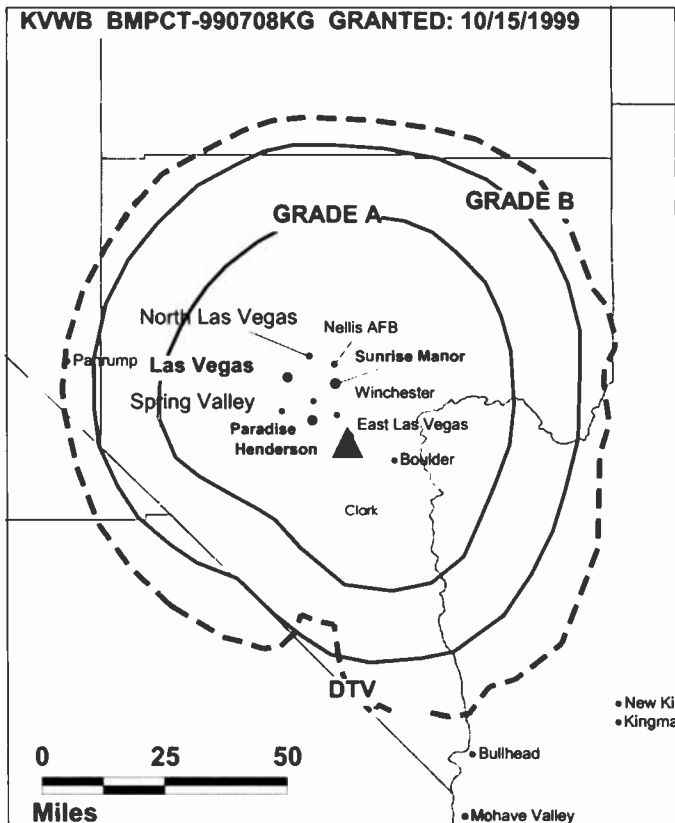 KVWB BMPCT-990708KG GRANTED: 10/15/1999
GRADE B
GRADE A
North Las Vegas
Nellis AFB
Pahrump
Las Vegas
Sunrise Manor
Spring Valley
Winchester
Paradise
East Las Vegas
Henderson
Boulder
Clark
DTV
New Ki
Kingma
0 25 50
Bullhead
Miles
Mohave Valley